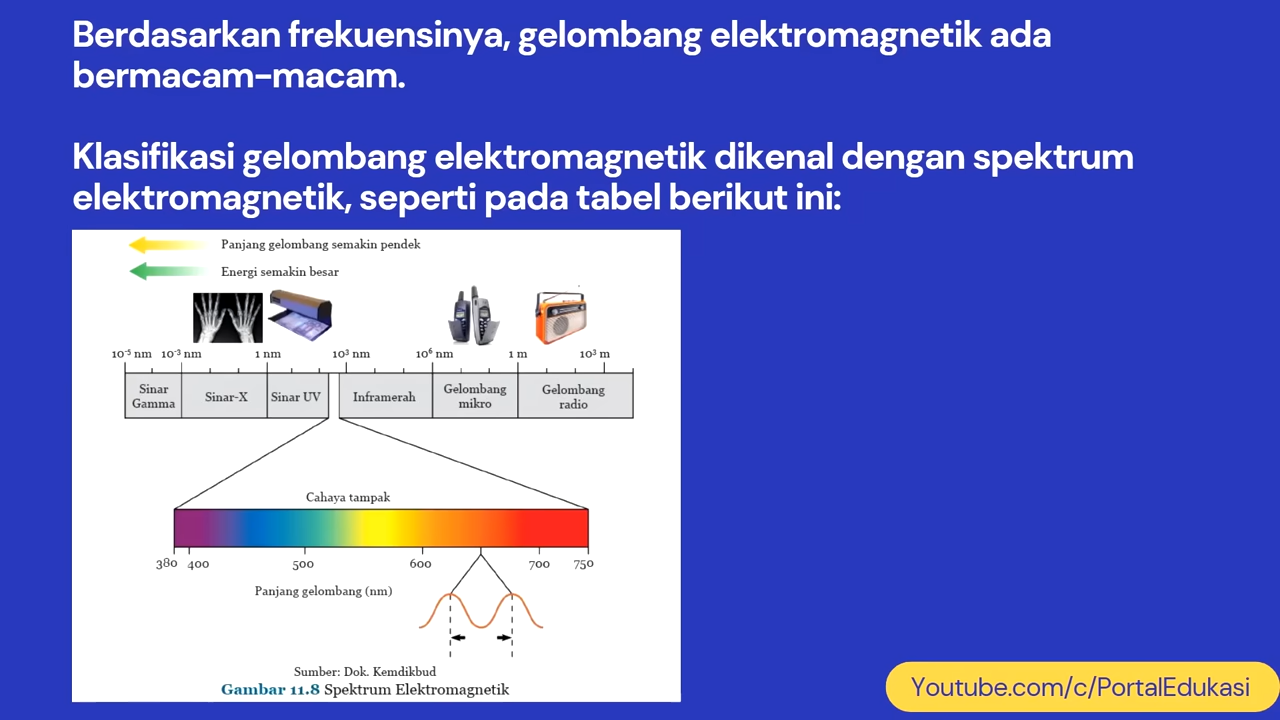 Berdasarkan frekuensinya, gelombang elektromagnetik ada
bermacam-macam.
Klasifikasi gelombang elektromagnetik dikenal dengan spektrum
elektromagnetik, seperti pada tabel berikut ini:
Panjang gelombang semakin pendek
Energi semakin besar
10⁻⁵ nm 10⁻³ nm 1 nm 10³ nm 10⁶ nm 1 m 10³ m
Sinar Gamma Sinar-X Sinar UV Inframerah Gelombang mikro Gelombang radio
Cahaya tampak
380 400 500 600 700 750
Panjang gelombang (nm)
Sumber: Dok. Kemdikbud
Gambar 11.8 Spektrum Elektromagnetik
Youtube.com/c/PortalEdukasi